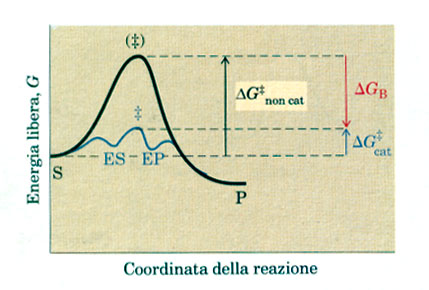 Energia libera, G
(‡)
ΔG‡non cat
ΔGB
‡
ΔG‡cat
ES
EP
S
P
Coordinata della reazione